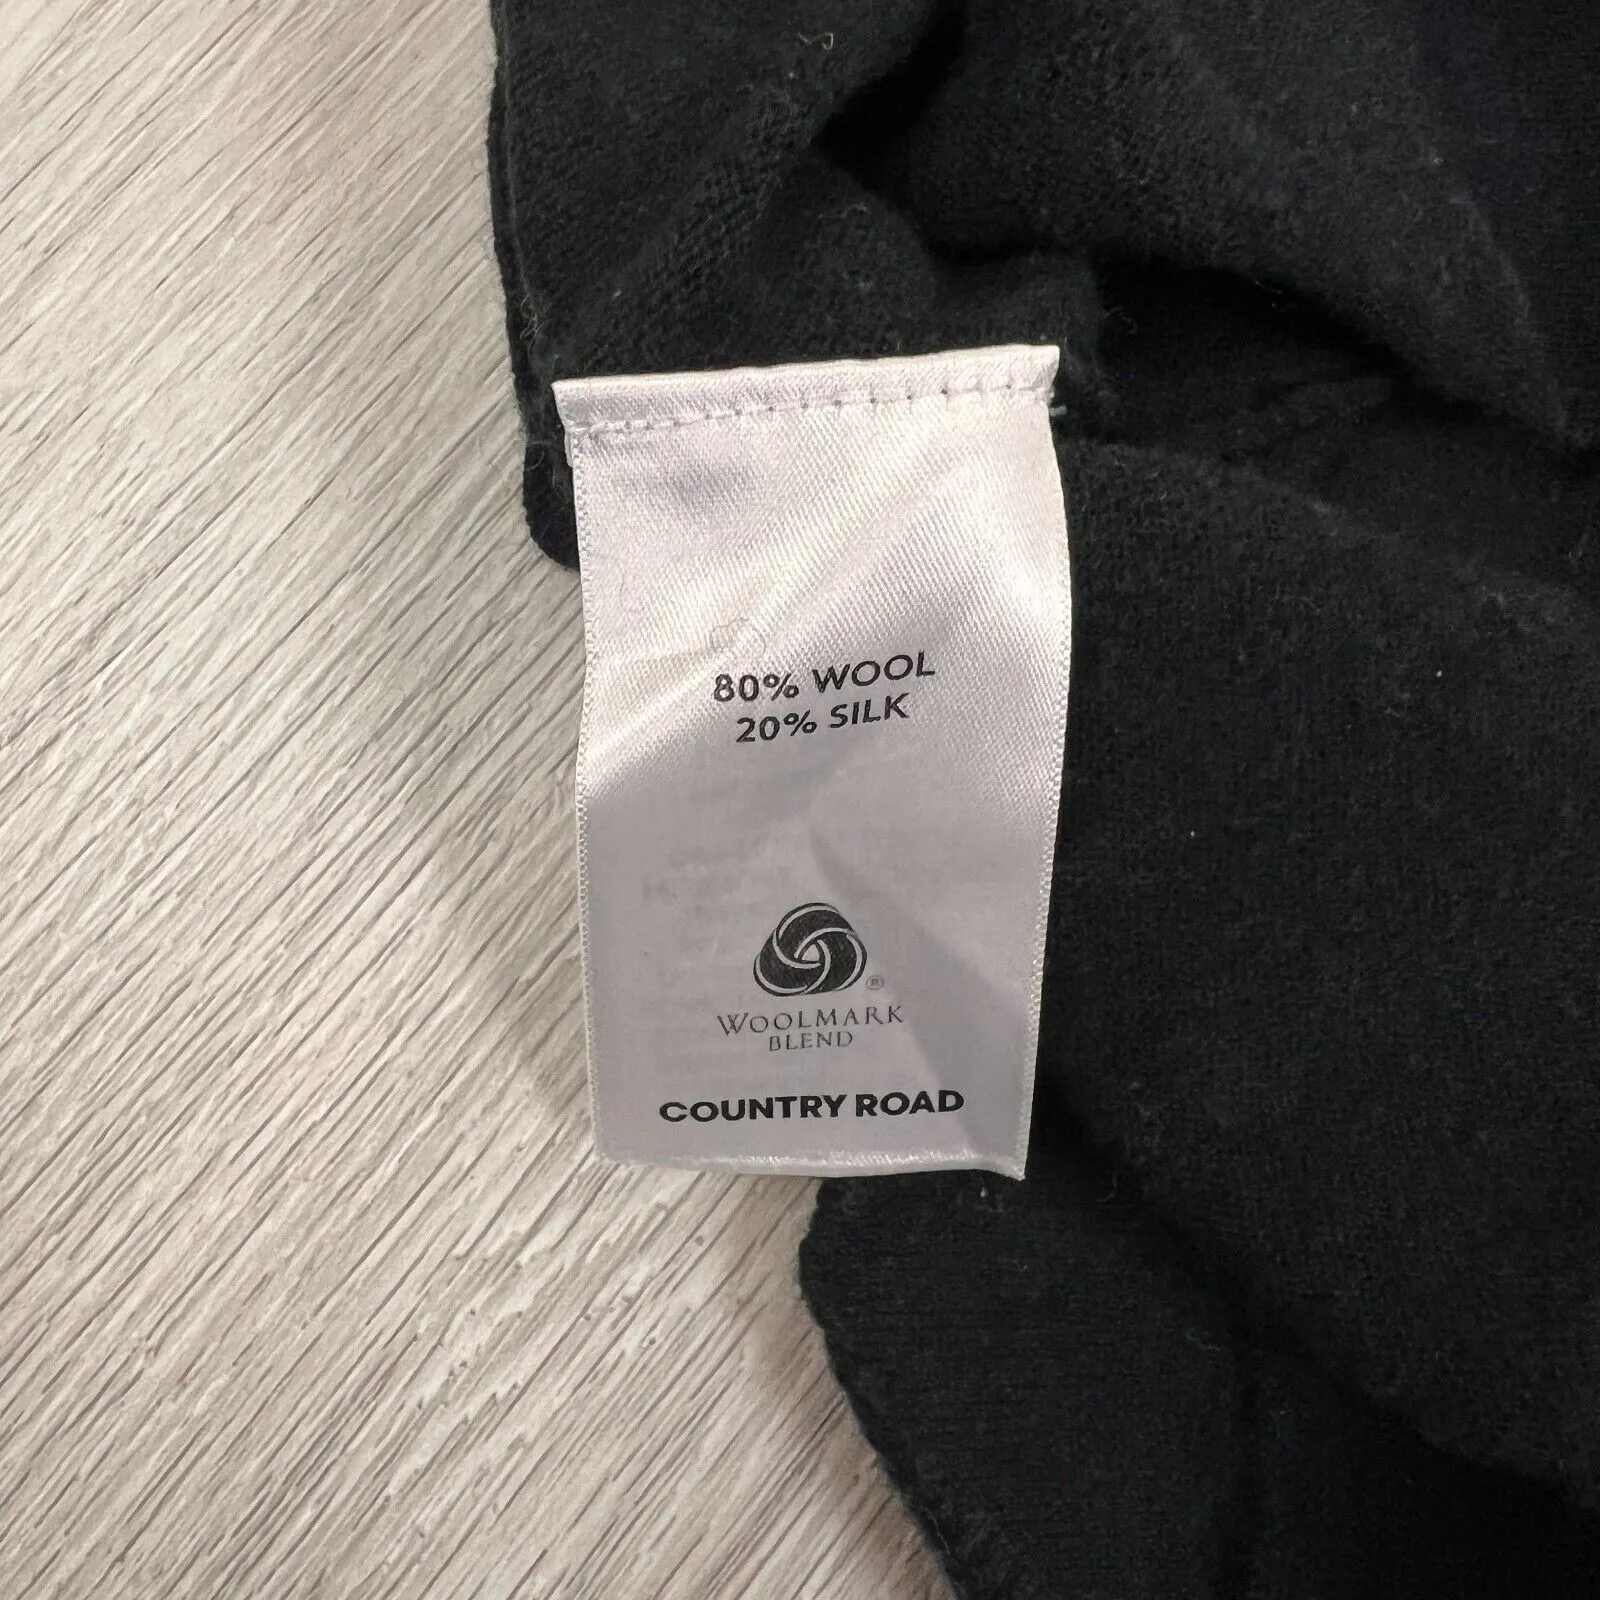 80% WOOL
20% SILK
®
WOOLMARK
BLEND
COUNTRY ROAD